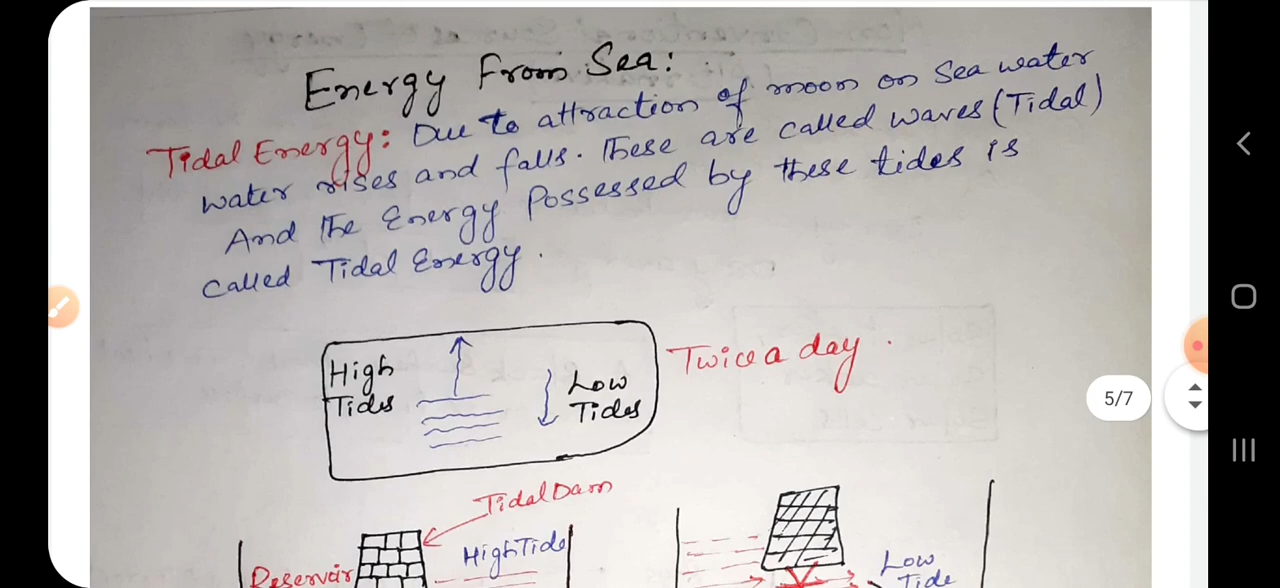 Energy From Sea:
Tidal Energy: Due to attraction of moon on Sea water
water rises and falls. These are called waves (Tidal)
And the Energy Possessed by these tides is
called Tidal Energy.
High Tides
Low Tides
Twice a day.
5/7
Tidal Dam
Reservoir
High Tide
Low Tide